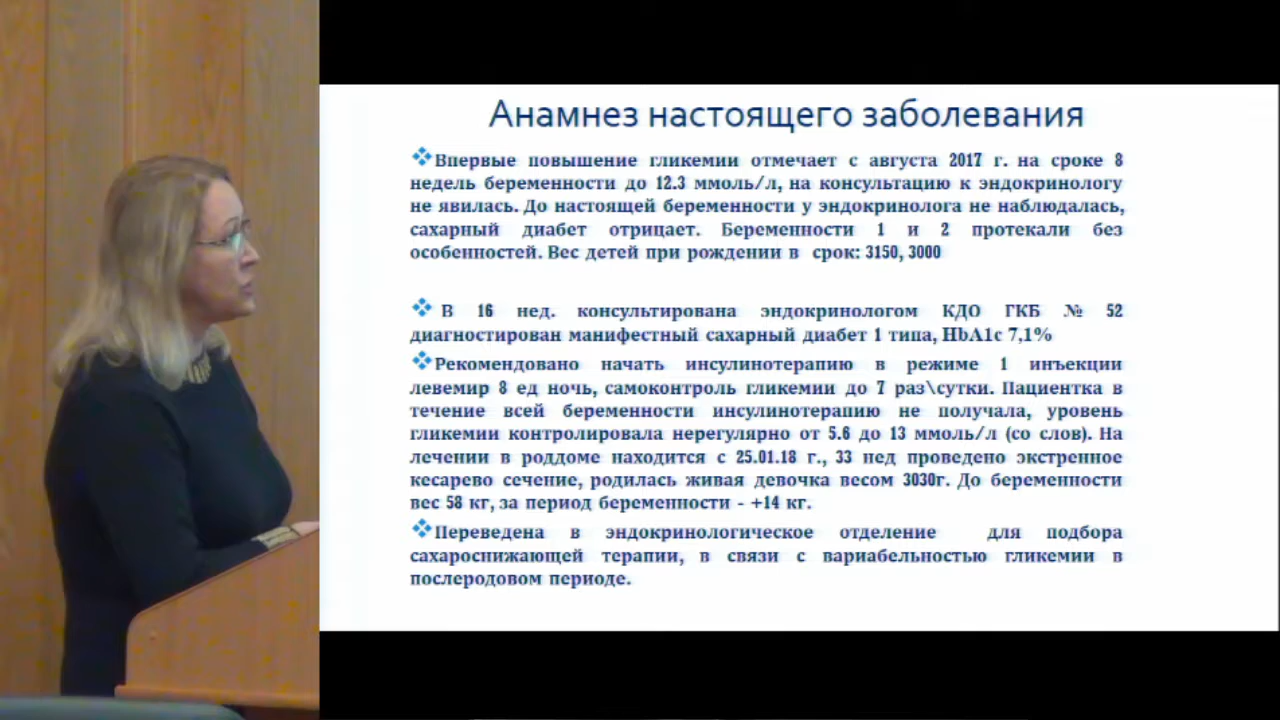 Анамнез настоящего заболевания
Впервые повышение гликемии отмечает с августа 2017 г. на сроке 8
недель беременности до 12.3 ммоль/л, на консультацию к эндокринологу
не явилась. До настоящей беременности у эндокринолога не наблюдалась,
сахарный диабет отрицает. Беременности 1 и 2 протекали без
особенностей. Вес детей при рождении в срок: 3150, 3000
В 16 нед. консультирована эндокринологом КДО ГКБ № 52
диагностирован манифестный сахарный диабет 1 типа, HbA1c 7,1%
Рекомендовано начать инсулинотерапию в режиме 1 инъекции
левемир 8 ед ночь, самоконтроль гликемии до 7 раз\сутки. Пациентка в
течение всей беременности инсулинотерапию не получала, уровень
гликемии контролировала нерегулярно от 5.6 до 13 ммоль/л (со слов). На
лечении в роддоме находится с 25.01.18 г., 33 нед проведено экстренное
кесарево сечение, родилась живая девочка весом 3030г. До беременности
вес 58 кг, за период беременности - +14 кг.
Переведена в эндокринологическое отделение для подбора
сахароснижающей терапии, в связи с вариабельностью гликемии в
послеродовом периоде.